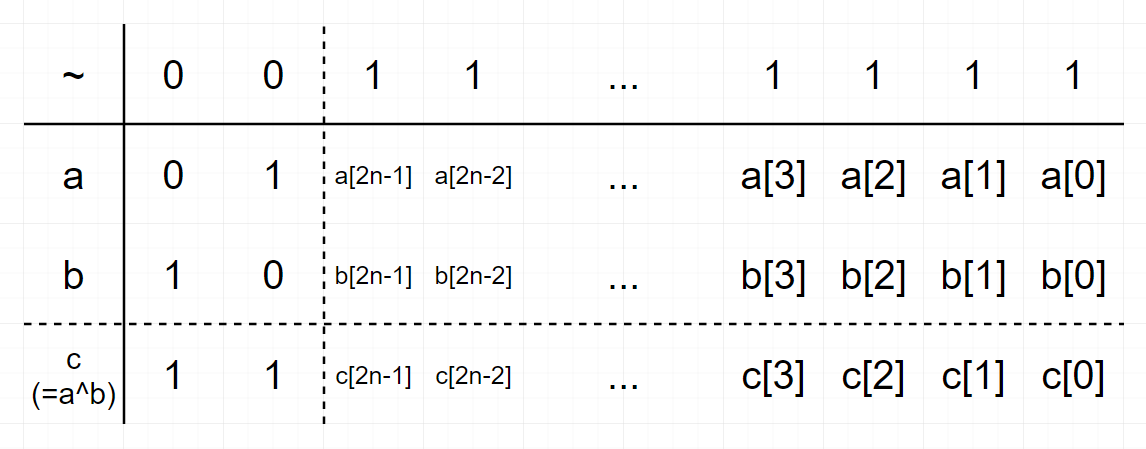 ~ 0 0 1 1 ... 1 1 1 1
a 0 1 a[2n-1] a[2n-2] ... a[3] a[2] a[1] a[0]
b 1 0 b[2n-1] b[2n-2] ... b[3] b[2] b[1] b[0]
c
(=a^b) 1 1 c[2n-1] c[2n-2] ... c[3] c[2] c[1] c[0]